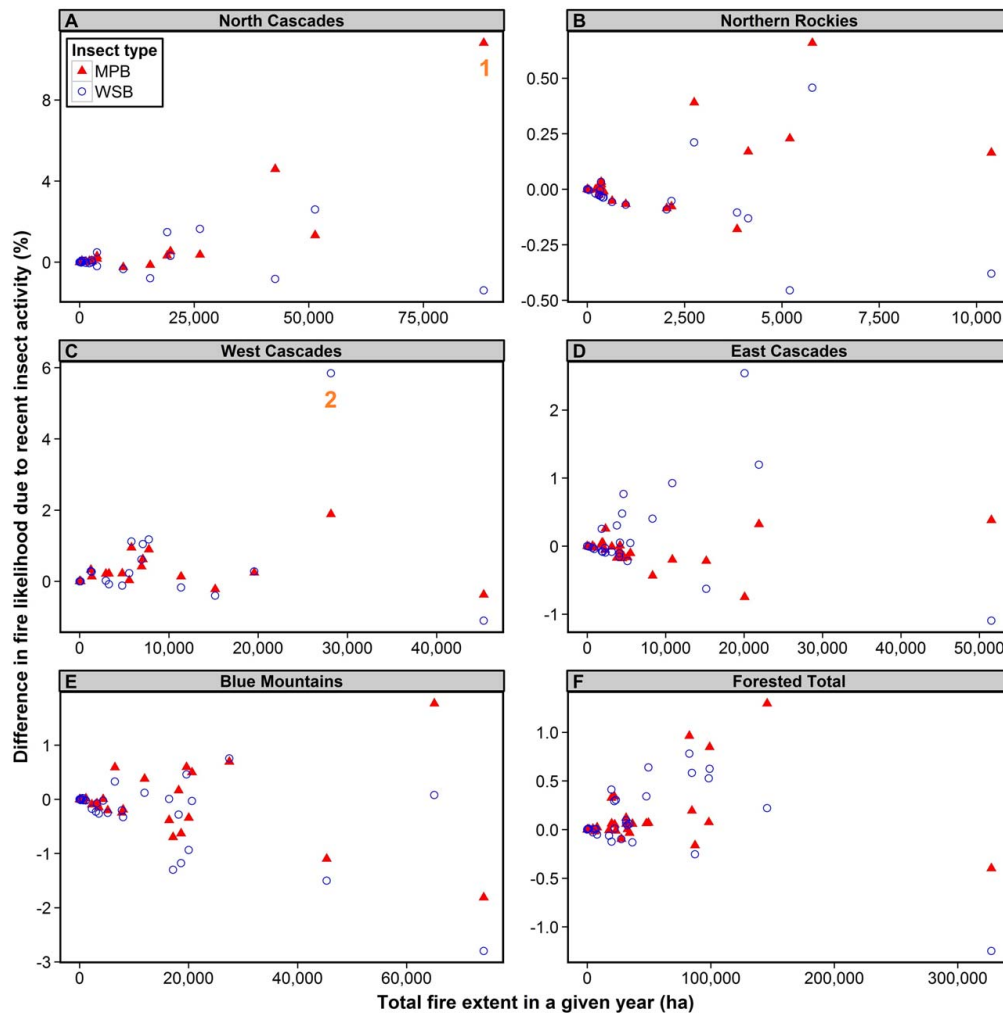 Difference in fire likelihood due to recent insect activity (%)
A North Cascades
Insect type
MPB
WSB
1
8
4
0
0 25,000 50,000 75,000
B Northern Rockies
0.50
0.25
0.00
-0.25
-0.50
0 2,500 5,000 7,500 10,000
C West Cascades
6
4
2
0
2
0 10,000 20,000 30,000 40,000
D East Cascades
2
1
0
-1
0 10,000 20,000 30,000 40,000 50,000
E Blue Mountains
1
0
-1
-2
-3
0 20,000 40,000 60,000
F Forested Total
1.0
0.5
0.0
-0.5
-1.0
0 100,000 200,000 300,000
Total fire extent in a given year (ha)